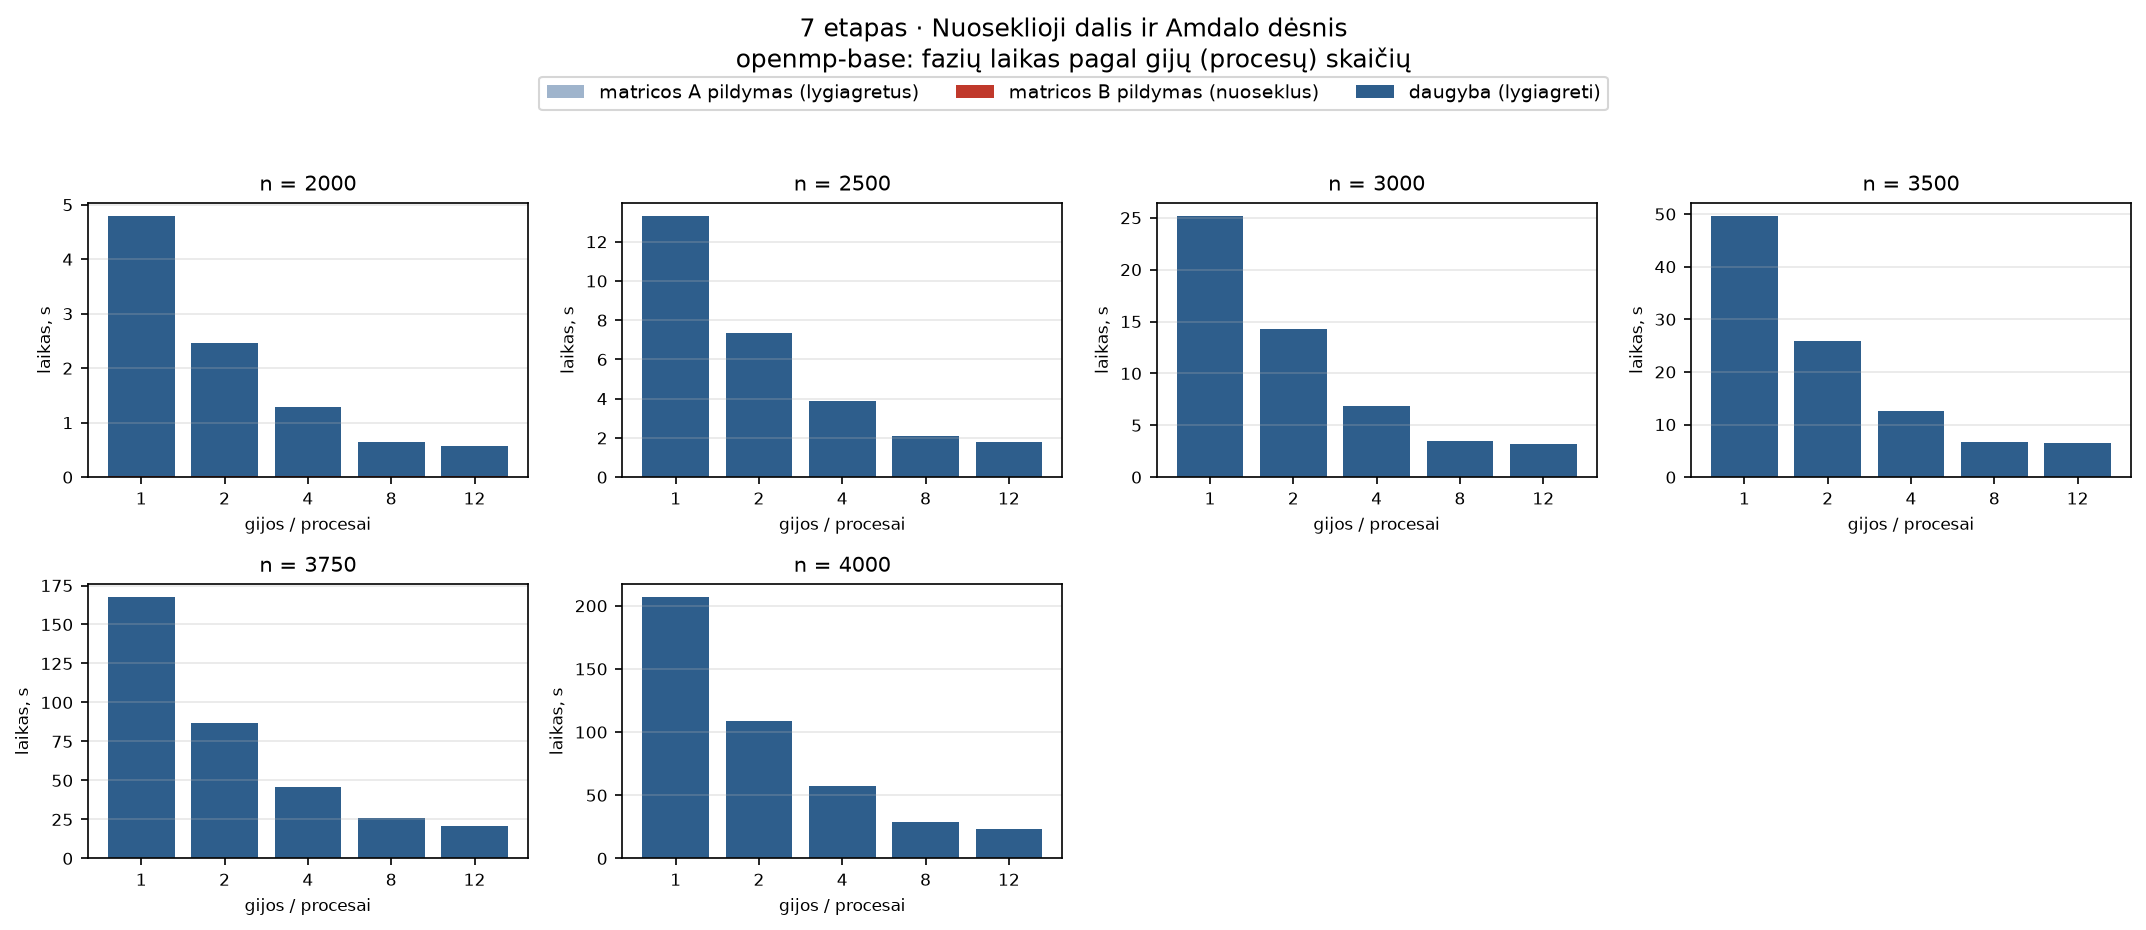 7 etapas · Nuoseklioji dalis ir Amdalo dėsnis
openmp-base: fazių laikas pagal gijų (procesų) skaičių
matricos A pildymas (lygiagretus) matricos B pildymas (nuoseklus) daugyba (lygiagreti)
n = 2000
5
4
3
2
1
0
laikas, s
1 2 4 8 12
gijos / procesai
n = 2500
12
10
8
6
4
2
0
laikas, s
1 2 4 8 12
gijos / procesai
n = 3000
25
20
15
10
5
0
laikas, s
1 2 4 8 12
gijos / procesai
n = 3500
50
40
30
20
10
0
laikas, s
1 2 4 8 12
gijos / procesai
n = 3750
175
150
125
100
75
50
25
0
laikas, s
1 2 4 8 12
gijos / procesai
n = 4000
200
150
100
50
0
laikas, s
1 2 4 8 12
gijos / procesai